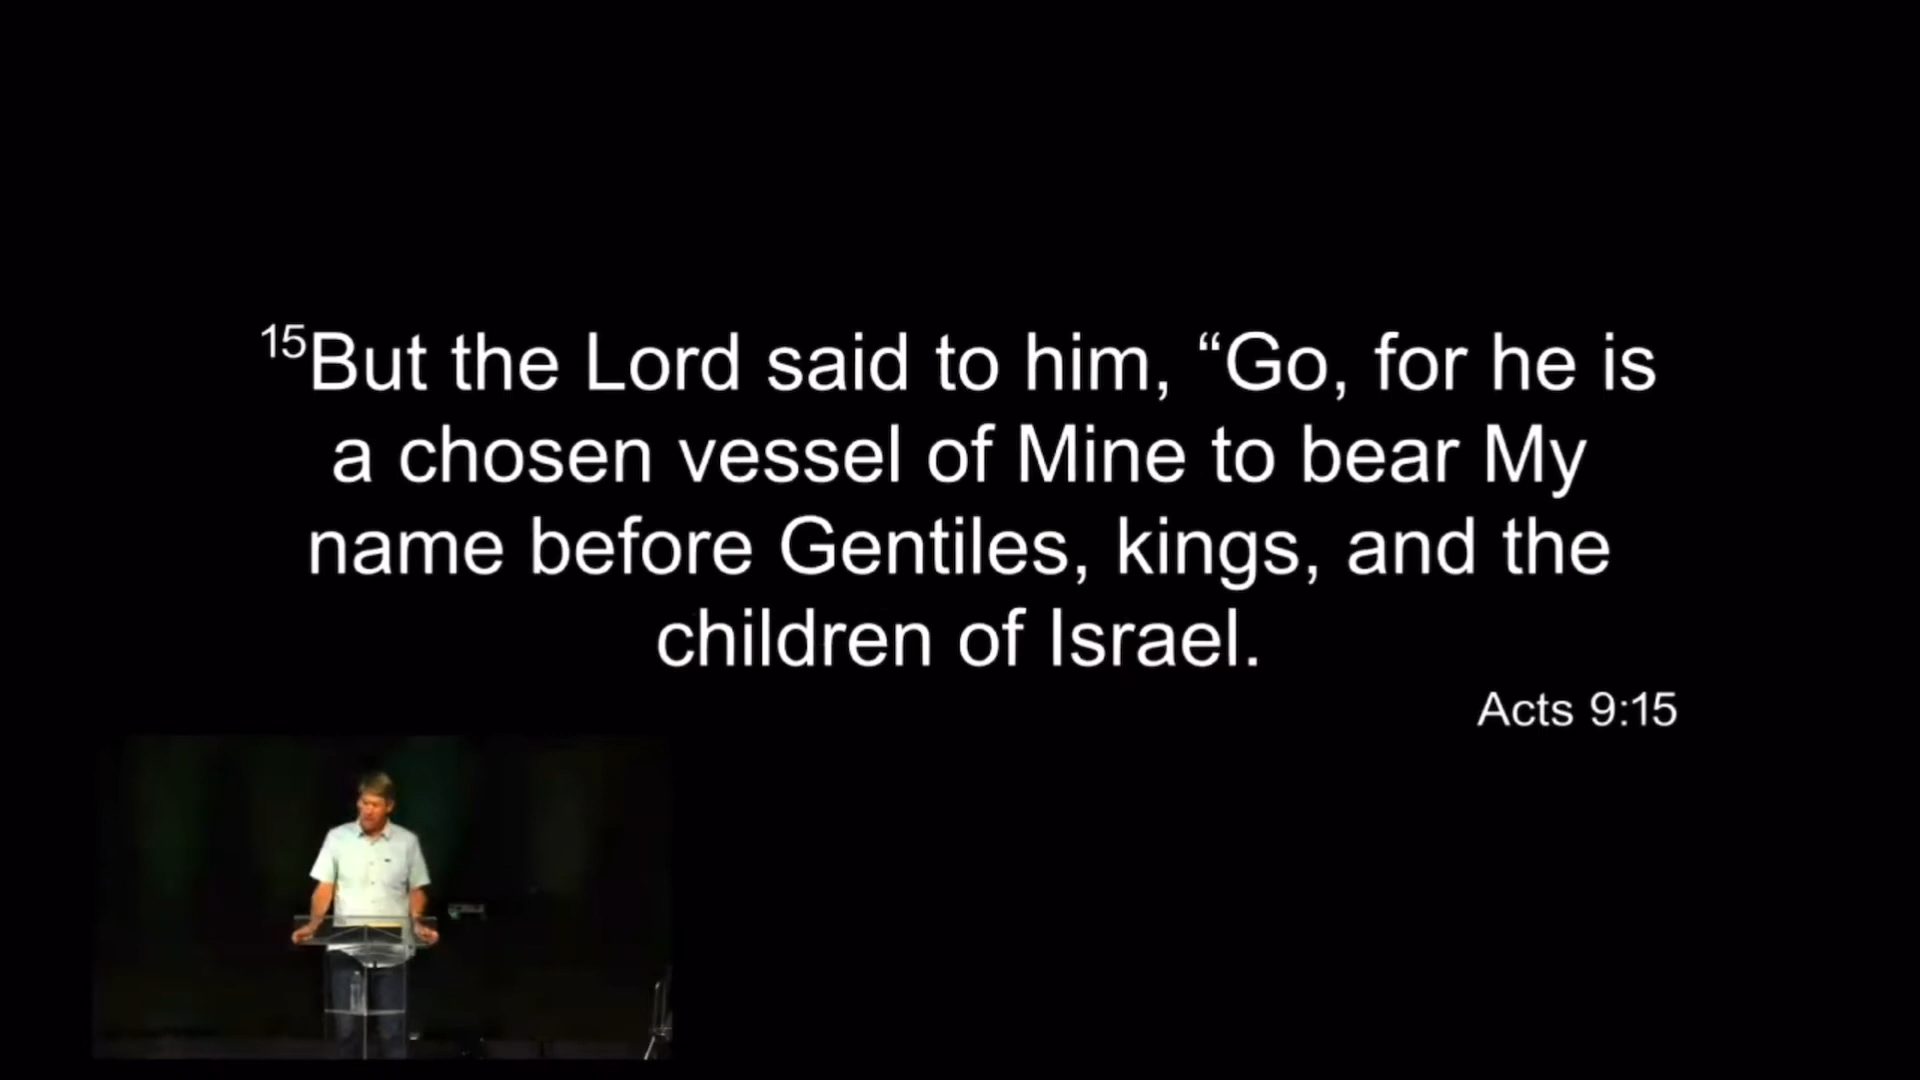 15But the Lord said to him, “Go, for he is
a chosen vessel of Mine to bear My
name before Gentiles, kings, and the
children of Israel.
Acts 9:15